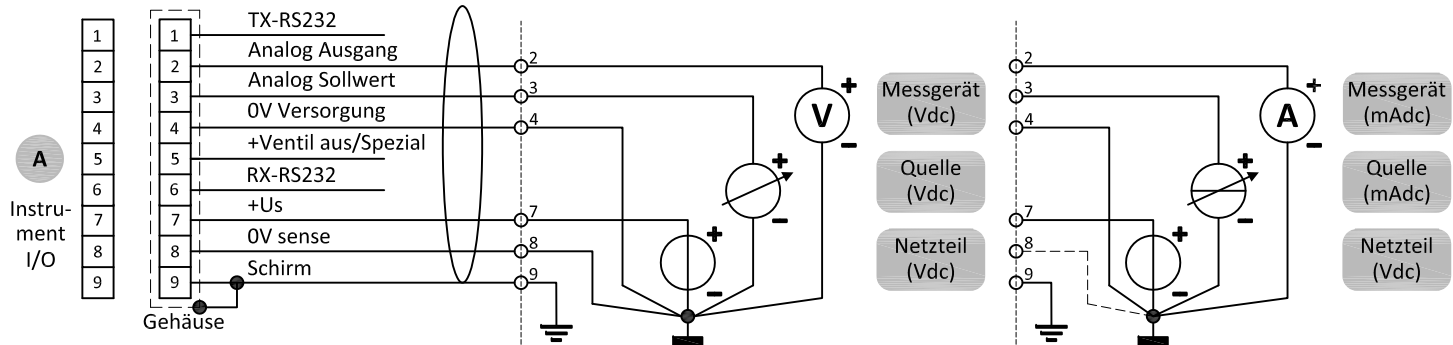 A
Instru-
ment
I/O
1
2
3
4
5
6
7
8
9
1
2
3
4
5
6
7
8
9
Gehäuse
TX-RS232
Analog Ausgang
Analog Sollwert
0V Versorgung
+Ventil aus/Spezial
RX-RS232
+Us
0V sense
Schirm
2
3
4
7
8
9
V
+
−
+
−
+
−
Messgerät
(Vdc)
Quelle
(Vdc)
Netzteil
(Vdc)
2
3
4
7
8
9
A
+
−
+
−
+
−
Messgerät
(mAdc)
Quelle
(mAdc)
Netzteil
(Vdc)